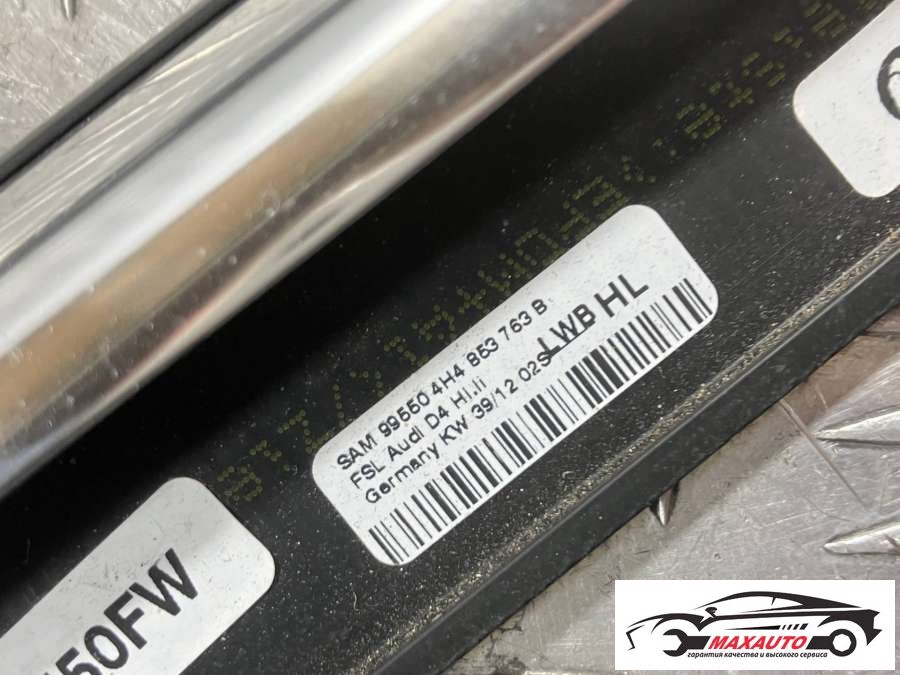 SAM 99550 4H4 853 763 B
FSL Audi D4 Hl.li
Germany KW 39/12 02S
LWB HL
50FW
MAXAUTO
гарантия качества и высокого сервиса